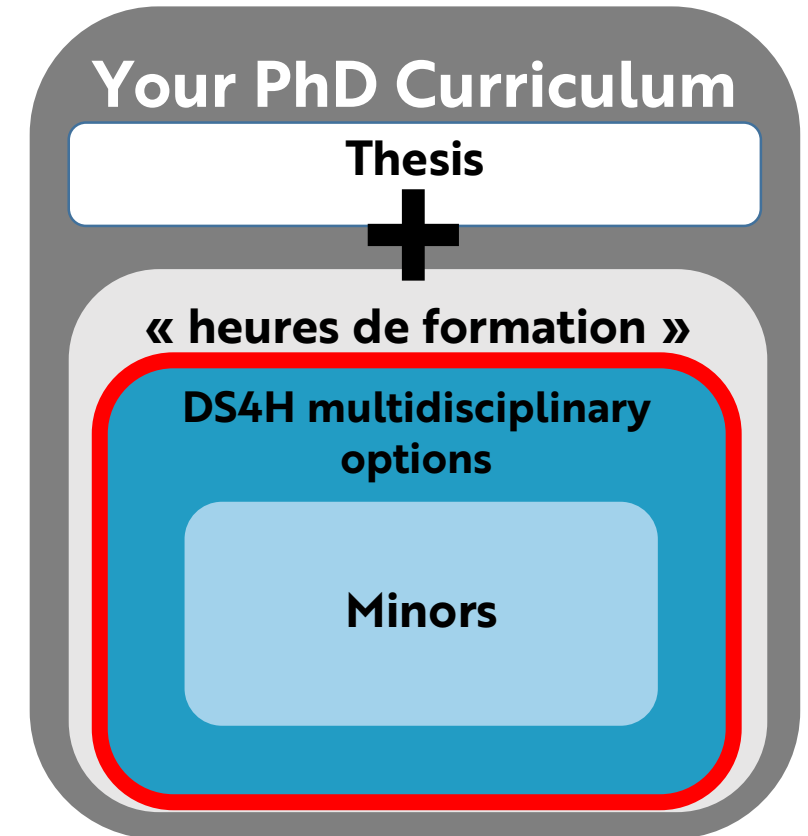 Your PhD Curriculum
Thesis
+
« heures de formation »
DS4H multidisciplinary
options
Minors